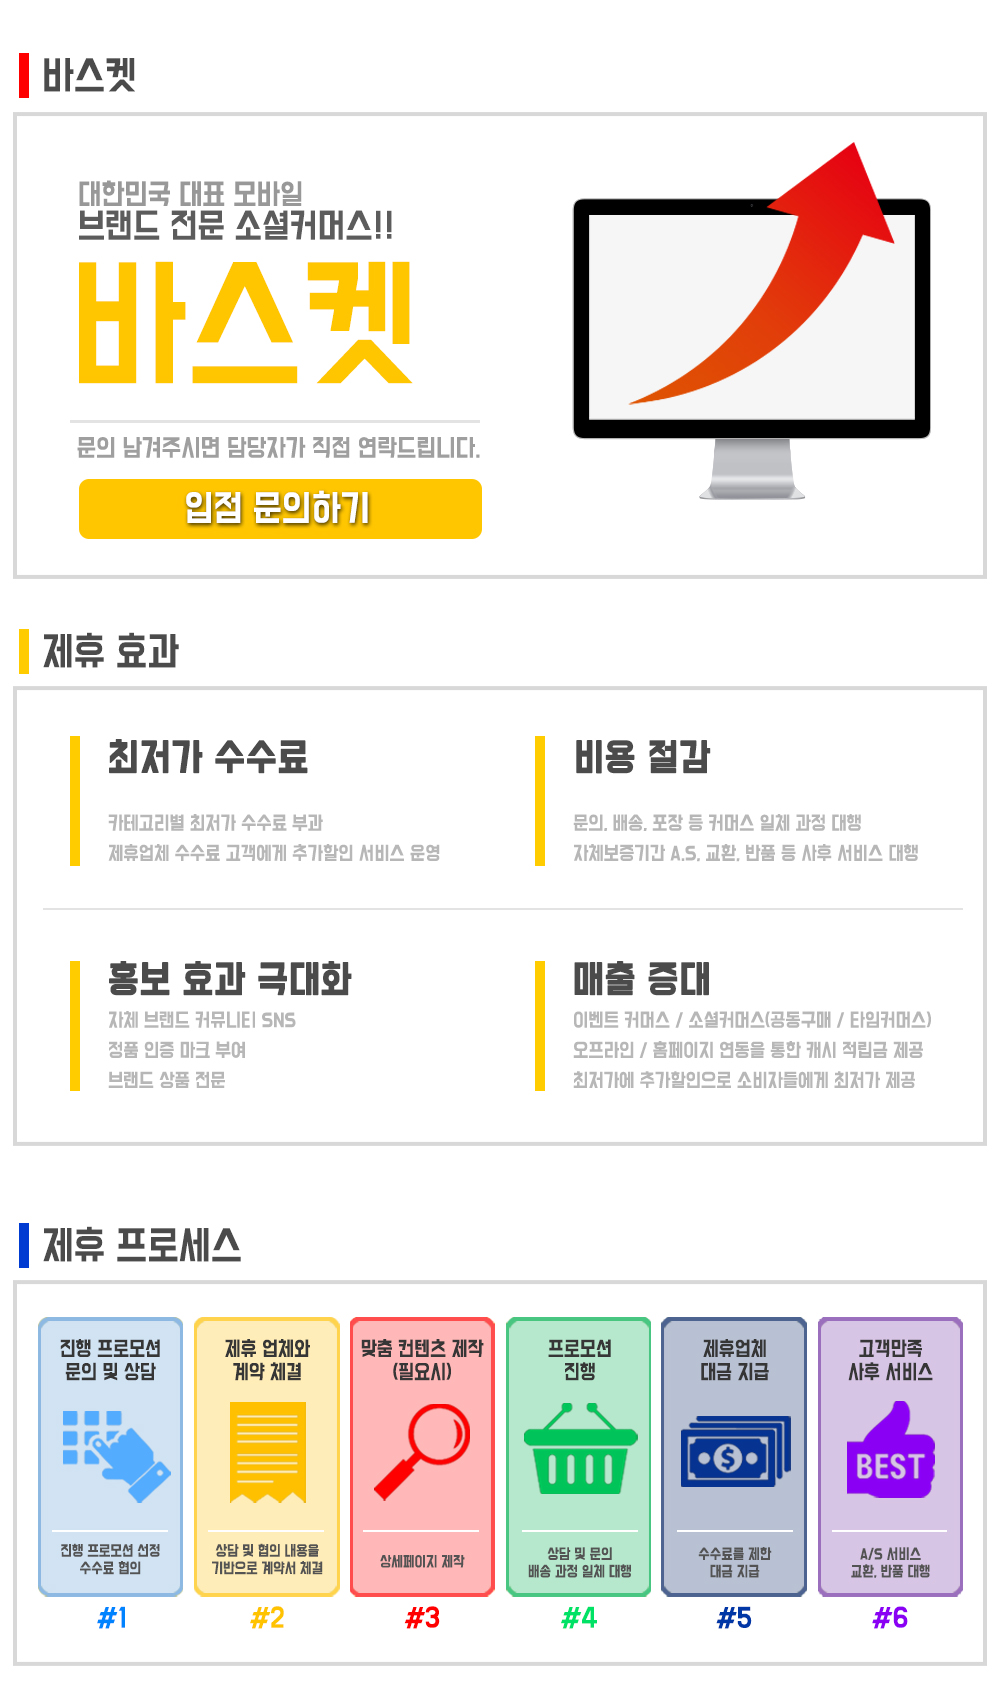 바스켓
대한민국 대표 모바일
브랜드 전문 소셜커머스!!
바스켓
문의 남겨주시면 담당자가 직접 연락드립니다.
입점 문의하기
제휴 효과
최저가 수수료
카테고리별 최저가 수수료 부과
제휴업체 수수료 고객에게 추가할인 서비스 운영
비용 절감
문의, 배송, 포장 등 커머스 일체 과정 대행
자체보증기간 A.S, 교환, 반품 등 사후 서비스 대행
홍보 효과 극대화
자체 브랜드 커뮤니티 SNS
정품 인증 마크 부여
브랜드 상품 전문
매출 증대
이벤트 커머스 / 소셜커머스(공동구매 / 타임커머스)
오프라인 / 홈페이지 연동을 통한 캐시 적립금 제공
최저가에 추가할인으로 소비자들에게 최저가 제공
제휴 프로세스
진행 프로모션
문의 및 상담
진행 프로모션 선정
수수료 협의
#1
제휴 업체와
계약 체결
상담 및 협의 내용을
기반으로 계약서 체결
#2
맞춤 컨텐츠 제작
(필요시)
상세페이지 제작
#3
프로모션
진행
상담 및 문의
배송 과정 일체 대행
#4
제휴업체
대금 지급
수수료를 제한
대금 지급
#5
고객만족
사후 서비스
BEST
A/S 서비스
교환, 반품 대행
#6